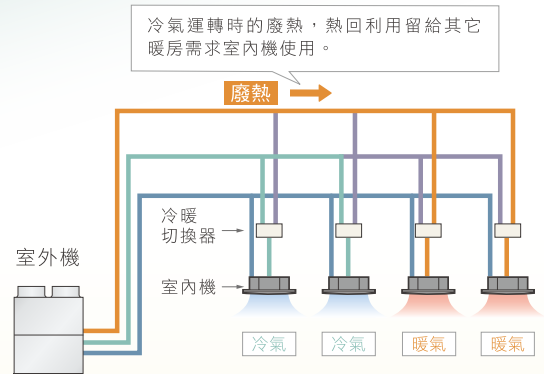 冷氣運轉時的廢熱，熱回利用留給其它
暖房需求室內機使用。
廢熱
冷暖
切換器
室外機
室內機
冷氣
冷氣
暖氣
暖氣